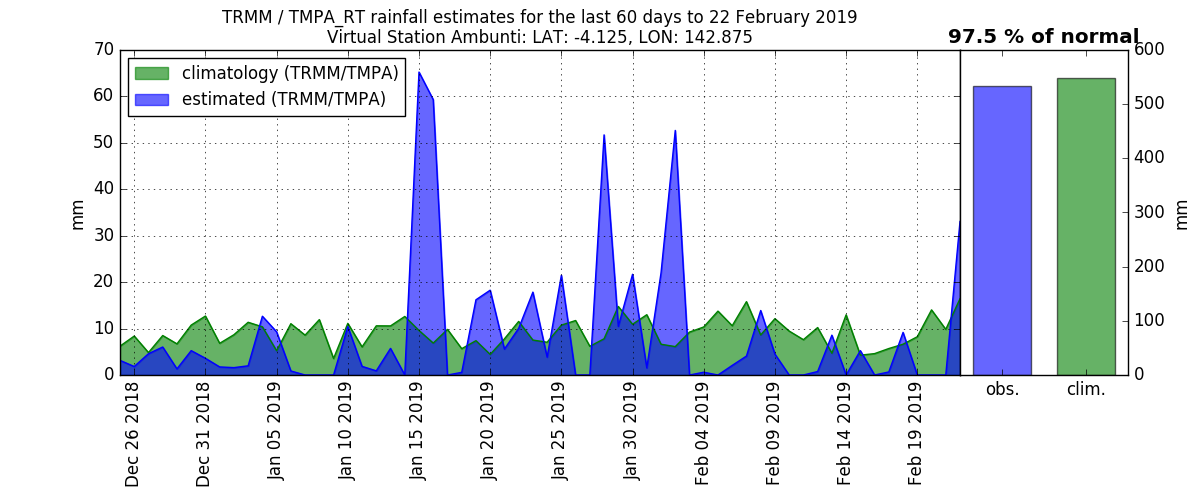 TRMM / TMPA_RT rainfall estimates for the last 60 days to 22 February 2019
Virtual Station Ambunti: LAT: -4.125, LON: 142.875
97.5 % of normal
climatology (TRMM/TMPA)
estimated (TRMM/TMPA)
70
60
50
40
30
20
10
0
mm
Dec 26 2018
Dec 31 2018
Jan 05 2019
Jan 10 2019
Jan 15 2019
Jan 20 2019
Jan 25 2019
Jan 30 2019
Feb 04 2019
Feb 09 2019
Feb 14 2019
Feb 19 2019
obs.
clim.
600
500
400
300
200
100
0
mm